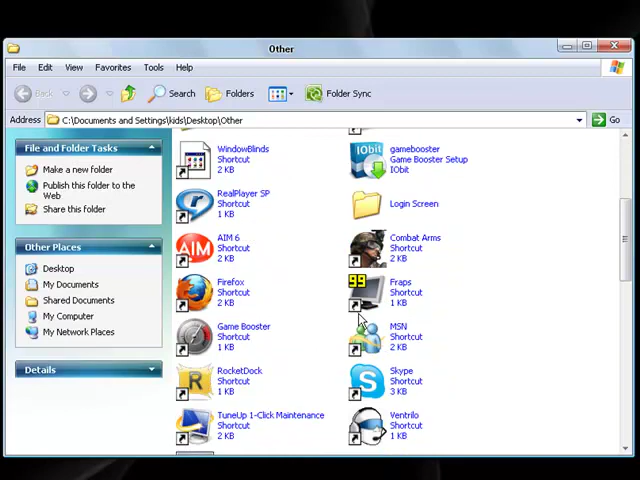 Other
File Edit View Favorites Tools Help
Back Search Folders Folder Sync
Address C:\Documents and Settings\kids\Desktop\Other Go
File and Folder Tasks
Make a new folder
Publish this folder to the
Web
Share this folder
Other Places
Desktop
My Documents
Shared Documents
My Computer
My Network Places
Details
WindowBlinds
Shortcut
2 KB
IObit
gamebooster
Game Booster Setup
IObit
RealPlayer SP
Shortcut
1 KB
Login Screen
AIM
AIM 6
Shortcut
2 KB
Combat Arms
Shortcut
2 KB
Firefox
Shortcut
2 KB
99
Fraps
Shortcut
1 KB
Game Booster
Shortcut
1 KB
MSN
Shortcut
2 KB
R
RocketDock
Shortcut
1 KB
S
Skype
Shortcut
3 KB
TuneUp 1-Click Maintenance
Shortcut
2 KB
Ventrilo
Shortcut
1 KB